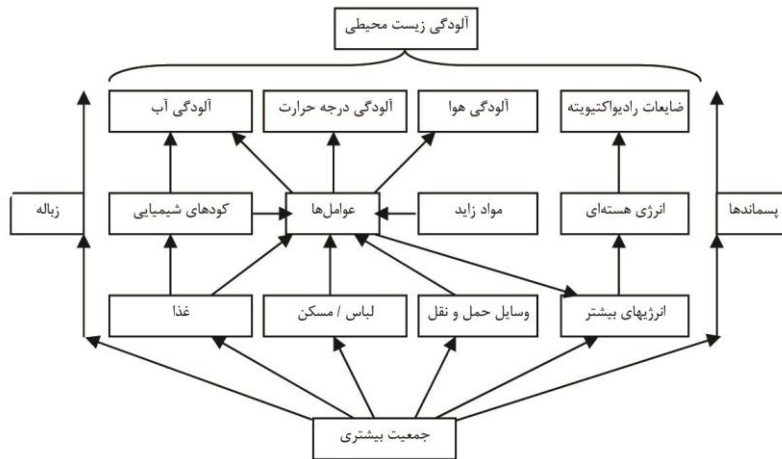 آلودگی زیست محیطی
ضایعات رادیواکتیویته
آلودگی هوا
آلودگی درجه حرارت
آلودگی آب
پسماندها
انرژی هسته‌ای
مواد زاید
عوامل‌ها
کودهای شیمیایی
زباله
انرژیهای بیشتر
وسایل حمل و نقل
لباس / مسکن
غذا
جمعیت بیشتری